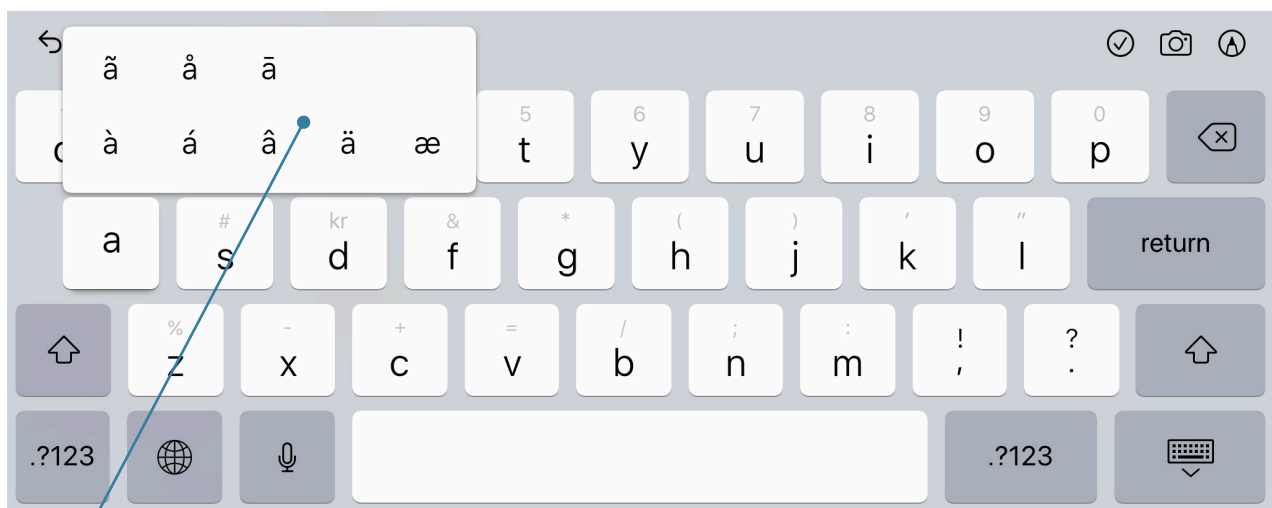 ã å ā
à á â ä æ
5 6 7 8 9 0
t y u i o p
# kr & * ( ) ' "
a s d f g h j k l return
% - + = / ; : ! ?
z x c v b n m , .
.?123 .?123